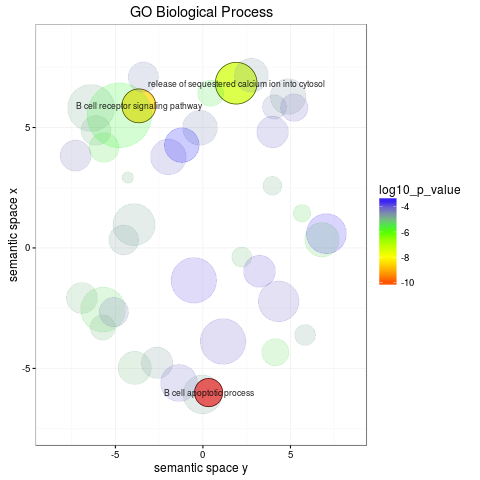 GO Biological Process
release of sequestered calcium ion into cytosol
B cell receptor signaling pathway
B cell apoptotic process
semantic space x
5
0
-5
-5
0
5
semantic space y
log10_p_value
-4
-6
-8
-10